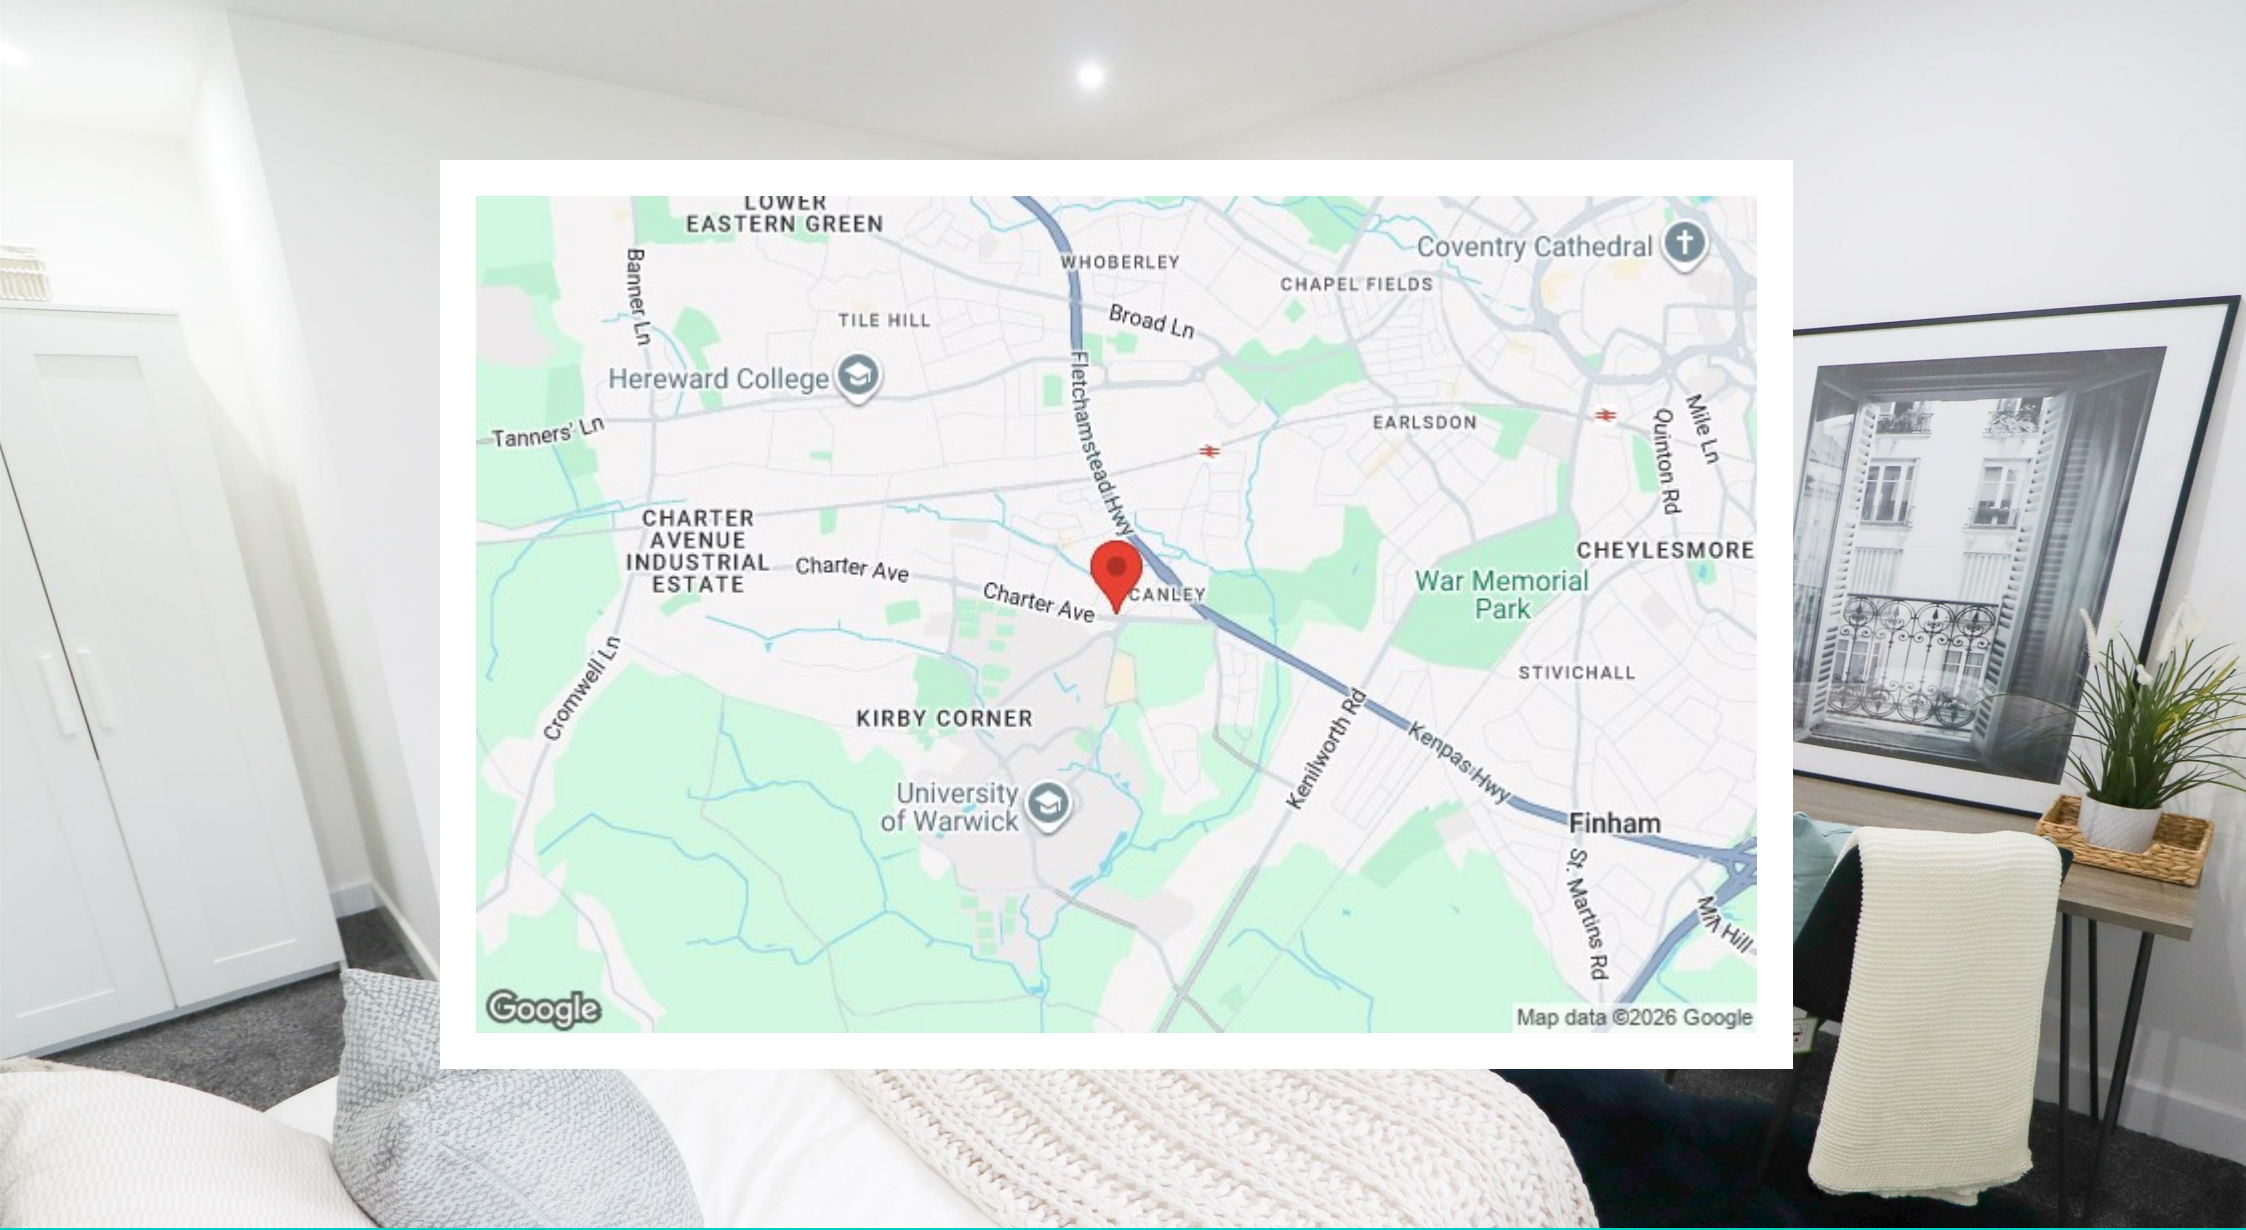 LOWER
EASTERN GREEN
Banner Ln
WHOBERLEY
Coventry Cathedral
CHAPEL FIELDS
TILE HILL
Broad Ln
Hereward College
Fletchamstead Hwy
Tanners' Ln
EARLSDON
Mile Ln
Quinton Rd
CHARTER
AVENUE
INDUSTRIAL
ESTATE
Charter Ave
Charter Ave
CANLEY
War Memorial
Park
CHEYLESMORE
Cromwell Ln
STIVICHALL
KIRBY CORNER
Kenilworth Rd
Kenpas Hwy
University
of Warwick
Finham
St. Martins Rd
Mill Hill
Google
Map data ©2026 Google